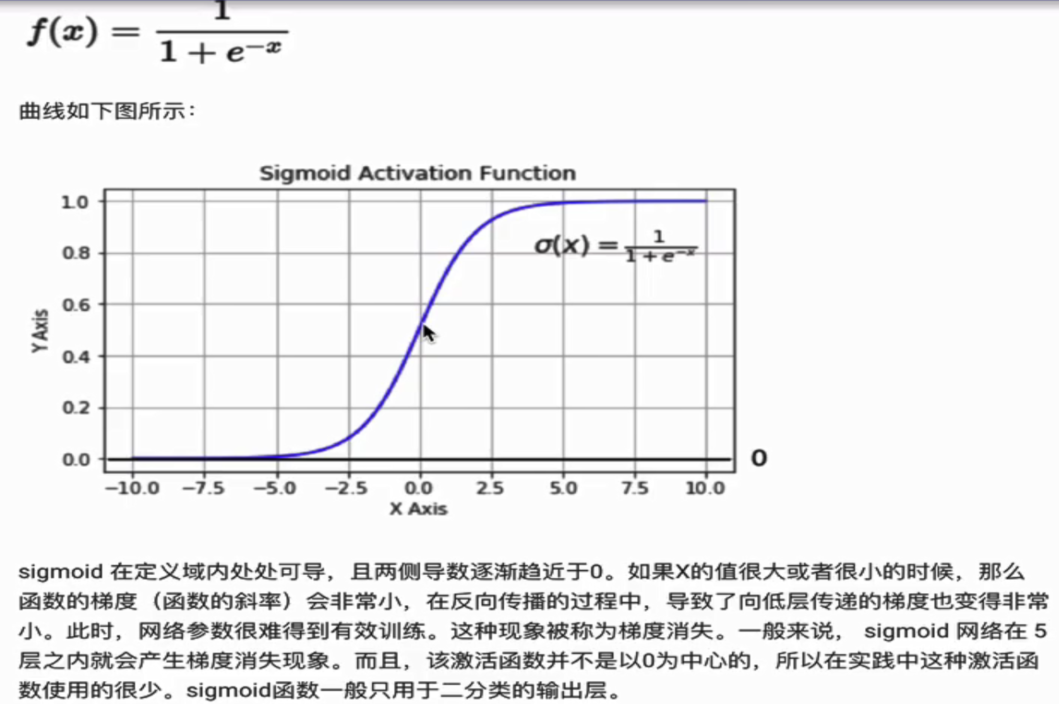 f(x) = 1 / (1 + e^{-x})
曲线如下图所示：
Sigmoid Activation Function
1.0
σ(x) = 1 / (1 + e^{-x})
0.8
0.6
Y Axis
0.4
0.2
0.0
0
−10.0 −7.5 −5.0 −2.5 0.0 2.5 5.0 7.5 10.0
X Axis
sigmoid 在定义域内处处可导，且两侧导数逐渐趋近于0。如果X的值很大或者很小的时候，那么
函数的梯度（函数的斜率）会非常小，在反向传播的过程中，导致了向低层传递的梯度也变得非常
小。此时，网络参数很难得到有效训练。这种现象被称为梯度消失。一般来说， sigmoid 网络在 5
层之内就会产生梯度消失现象。而且，该激活函数并不是以0为中心的，所以在实践中这种激活函
数使用的很少。sigmoid函数一般只用于二分类的输出层。